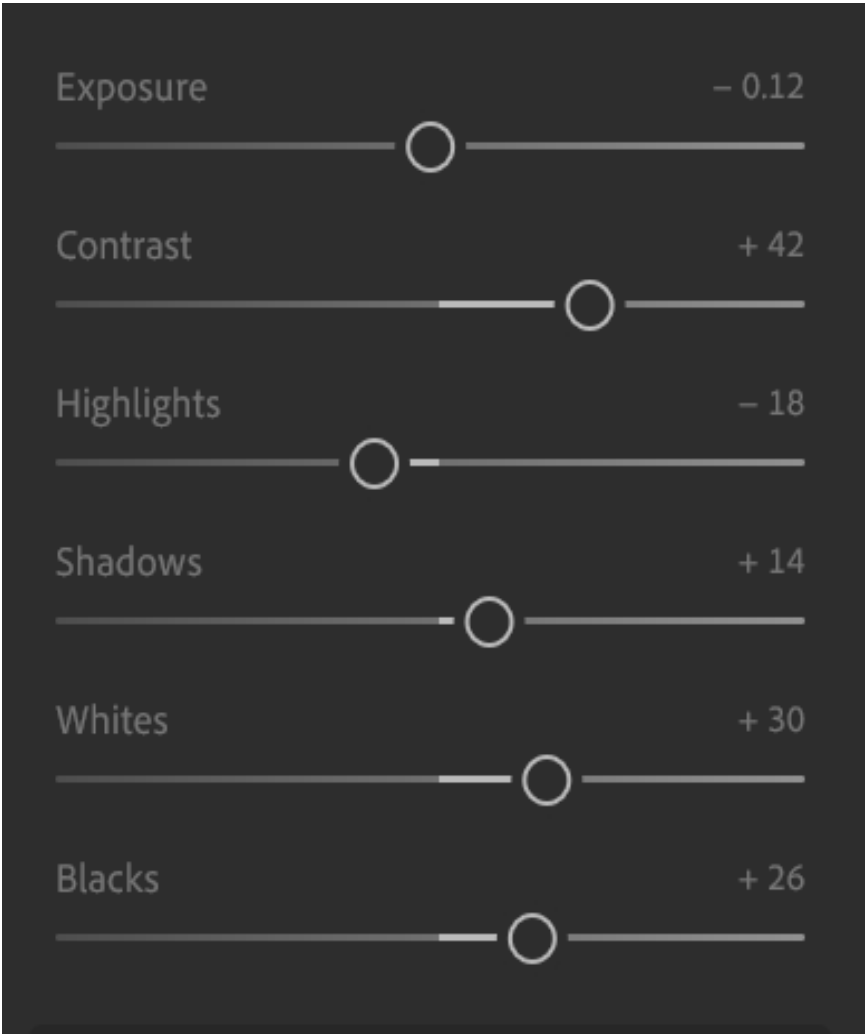 Exposure – 0.12
Contrast + 42
Highlights – 18
Shadows + 14
Whites + 30
Blacks + 26